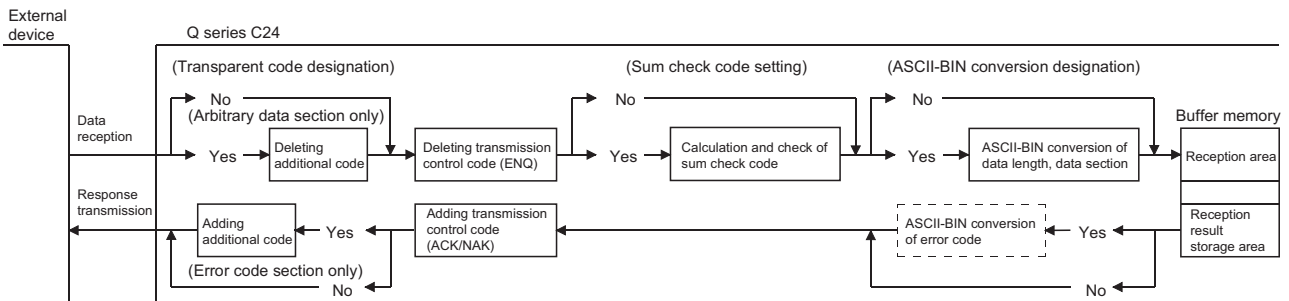 External
device
Q series C24
(Transparent code designation)
(Sum check code setting)
(ASCII-BIN conversion designation)
No
(Arbitrary data section only)
No
No
Data
reception
Buffer memory
Yes
Deleting
additional code
Deleting transmission
control code (ENQ)
Yes
Calculation and check of
sum check code
Yes
ASCII-BIN conversion of
data length, data section
Reception area
Response
transmission
Adding
additional code
Yes
Adding transmission
control code
(ACK/NAK)
ASCII-BIN conversion
of error code
Yes
Reception
result
storage area
(Error code section only)
No
No